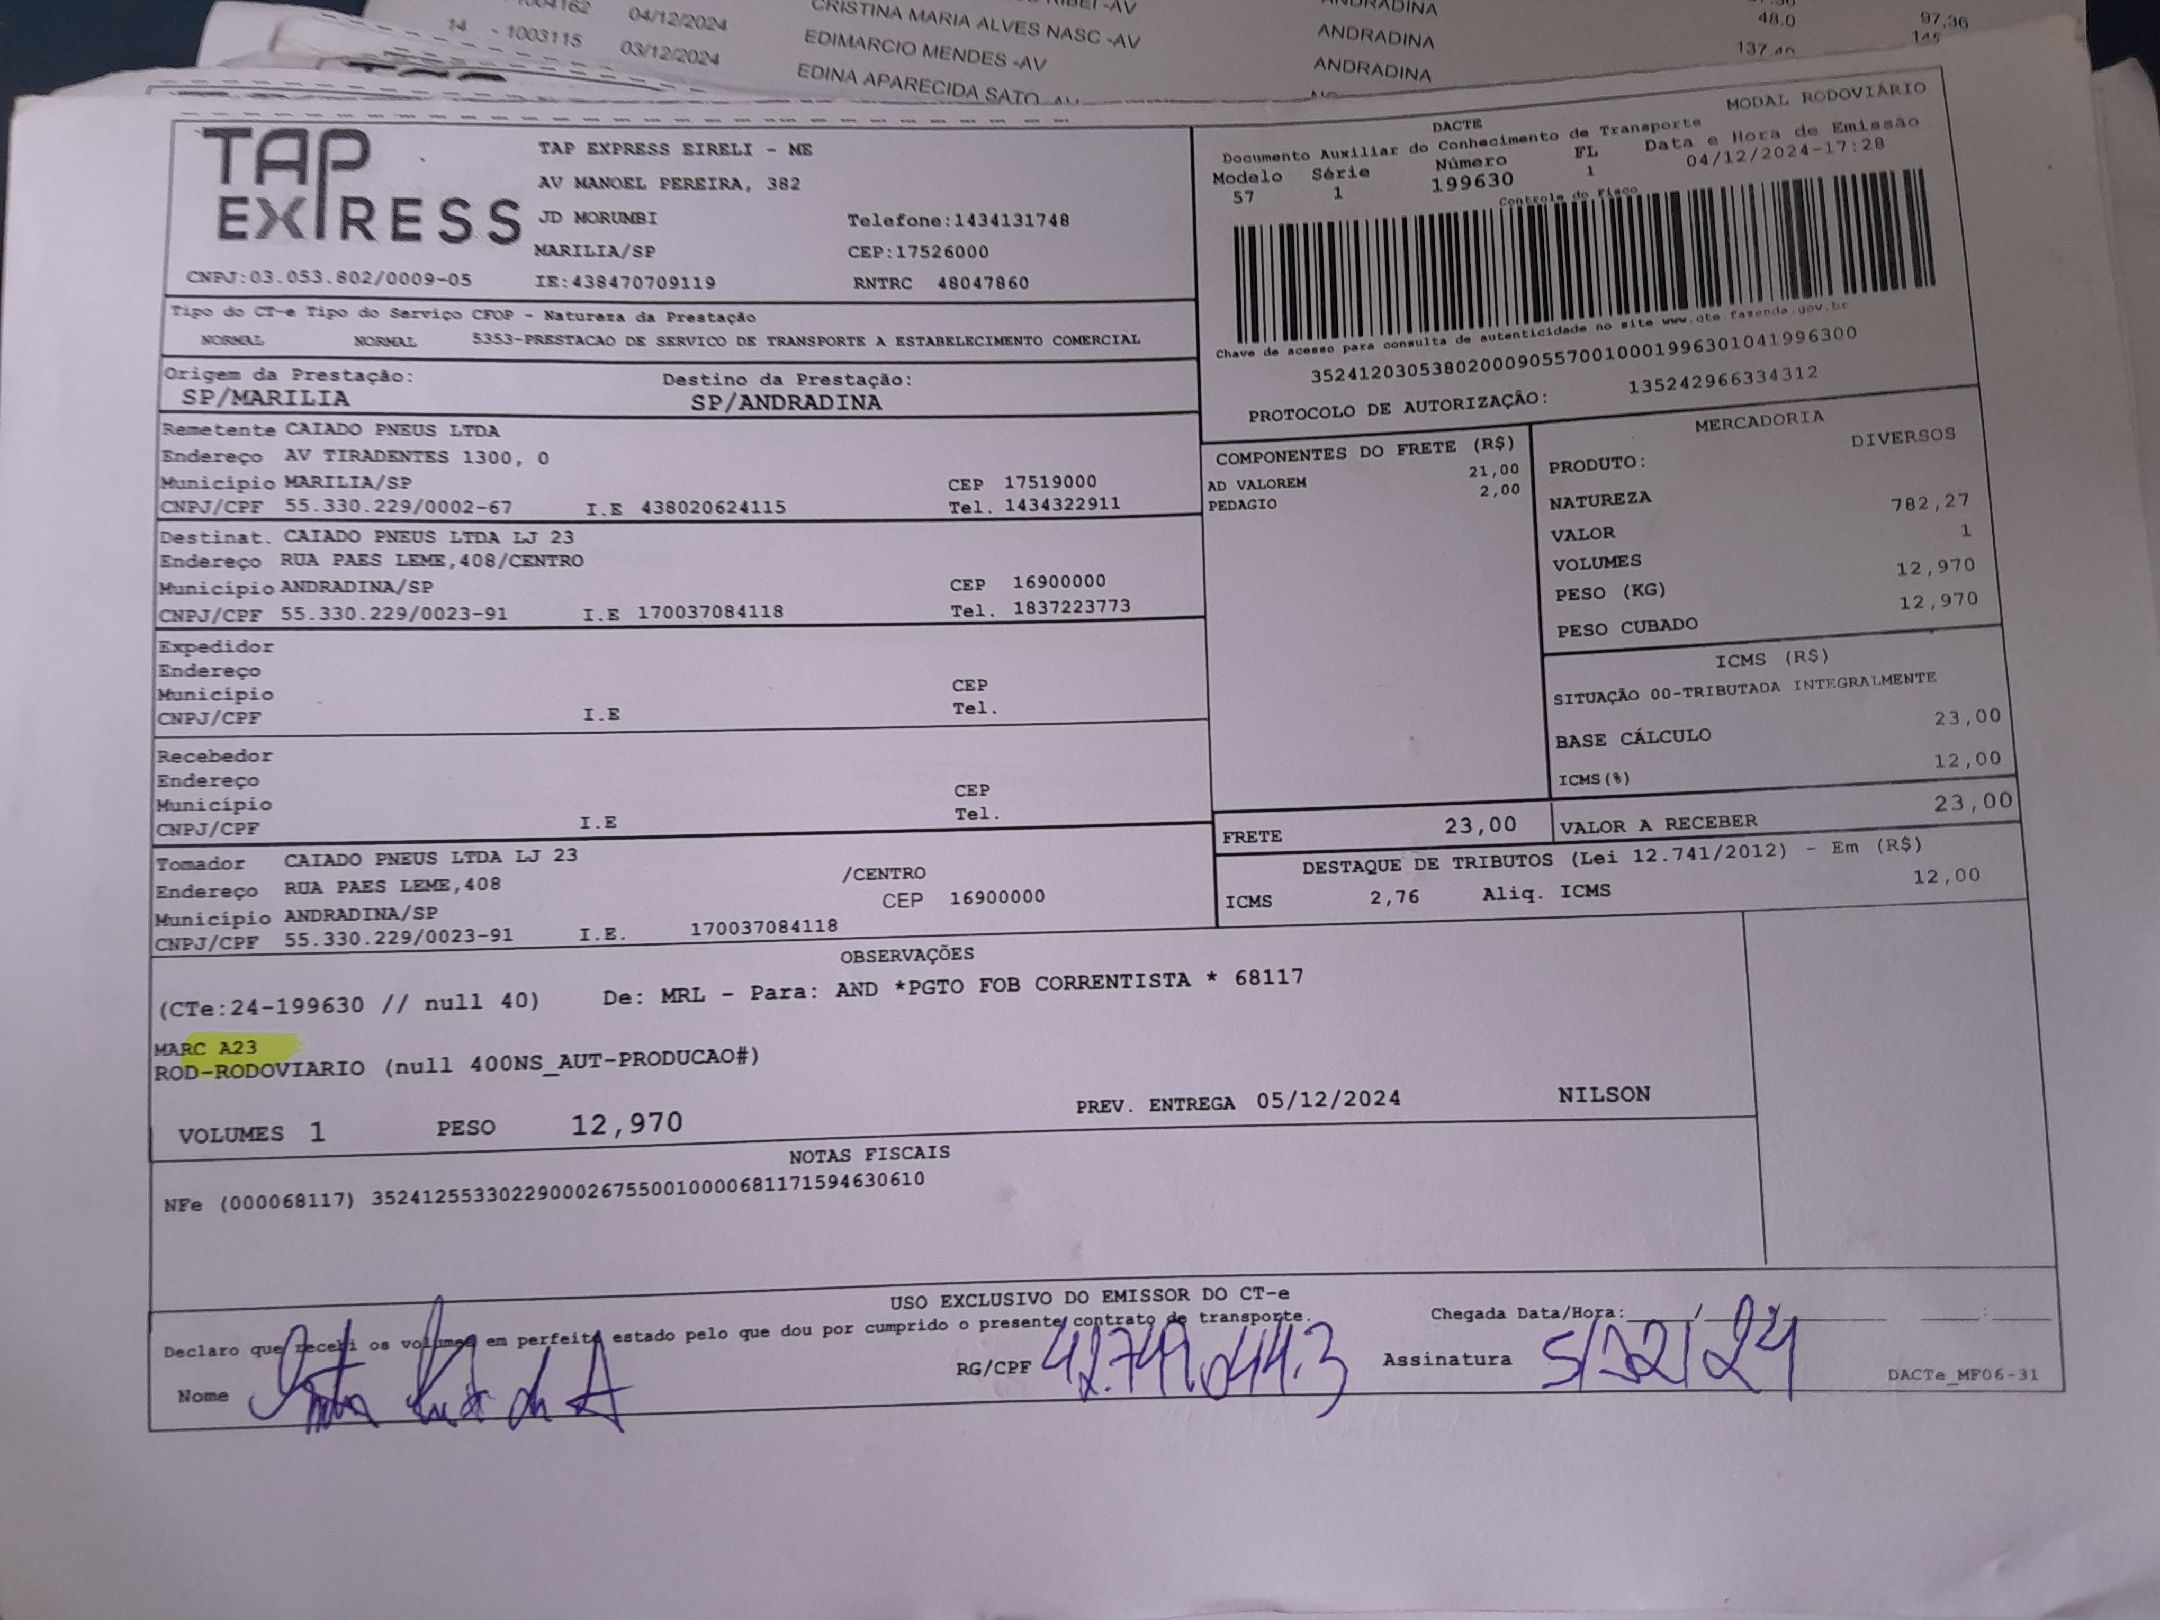 04/12/2024 CRISTINA MARIA ALVES NASC -AV ANDRADINA 48.0 97,36
14 - 1003115 03/12/2024 EDIMARCIO MENDES -AV ANDRADINA
EDINA APARECIDA SATO ANDRADINA
TAP EXPRESS
TAP EXPRESS EIRELI - ME
AV MANOEL PEREIRA, 382
JD MORUMBI Telefone:1434131748
MARILIA/SP CEP:17526000
CNPJ:03.053.802/0009-05 IE:438470709119 RNTRC 48047860
DACTE MODAL RODOVIÁRIO
Documento Auxiliar do Conhecimento de Transporte
Modelo Série Número FL Data e Hora de Emissão
57 1 199630 1 04/12/2024-17:28
Controle do Fisco
Chave de acesso para consulta de autenticidade no site www.cte.fazenda.gov.br
35241203053802000905570010001996301041996300
PROTOCOLO DE AUTORIZAÇÃO: 135242966334312
Tipo do CT-e Tipo do Serviço CFOP - Natureza da Prestação
NORMAL NORMAL 5353-PRESTACAO DE SERVICO DE TRANSPORTE A ESTABELECIMENTO COMERCIAL
Origem da Prestação: Destino da Prestação:
SP/MARILIA SP/ANDRADINA
Remetente CAIADO PNEUS LTDA
Endereço AV TIRADENTES 1300, 0
Município MARILIA/SP CEP 17519000
CNPJ/CPF 55.330.229/0002-67 I.E 438020624115 Tel. 1434322911
Destinat. CAIADO PNEUS LTDA LJ 23
Endereço RUA PAES LEME,408/CENTRO
Município ANDRADINA/SP CEP 16900000
CNPJ/CPF 55.330.229/0023-91 I.E 170037084118 Tel. 1837223773
Expedidor
Endereço
Município CEP
CNPJ/CPF I.E Tel.
Recebedor
Endereço
Município CEP
CNPJ/CPF I.E Tel.
Tomador CAIADO PNEUS LTDA LJ 23
Endereço RUA PAES LEME,408 /CENTRO
Município ANDRADINA/SP CEP 16900000
CNPJ/CPF 55.330.229/0023-91 I.E. 170037084118
COMPONENTES DO FRETE (R$)
AD VALOREM 21,00
PEDAGIO 2,00
MERCADORIA
PRODUTO: DIVERSOS
NATUREZA
VALOR 782,27
VOLUMES 1
PESO (KG) 12,970
PESO CUBADO 12,970
ICMS (R$)
SITUAÇÃO 00-TRIBUTADA INTEGRALMENTE
BASE CÁLCULO 23,00
ICMS(%) 12,00
FRETE 23,00 VALOR A RECEBER 23,00
DESTAQUE DE TRIBUTOS (Lei 12.741/2012) - Em (R$)
ICMS 2,76 Aliq. ICMS 12,00
OBSERVAÇÕES
(CTe:24-199630 // null 40) De: MRL - Para: AND *PGTO FOB CORRENTISTA * 68117
MARC A23
ROD-RODOVIARIO (null 400NS_AUT-PRODUCAO#)
VOLUMES 1 PESO 12,970 PREV. ENTREGA 05/12/2024 NILSON
NOTAS FISCAIS
NFe (000068117) 35241255330229000267550010000681171594630610
USO EXCLUSIVO DO EMISSOR DO CT-e
Declaro que recebi os volumes em perfeito estado pelo que dou por cumprido o presente contrato de transporte. Chegada Data/Hora:
Nome RG/CPF Assinatura 5/12/24 DACTe_MF06-31